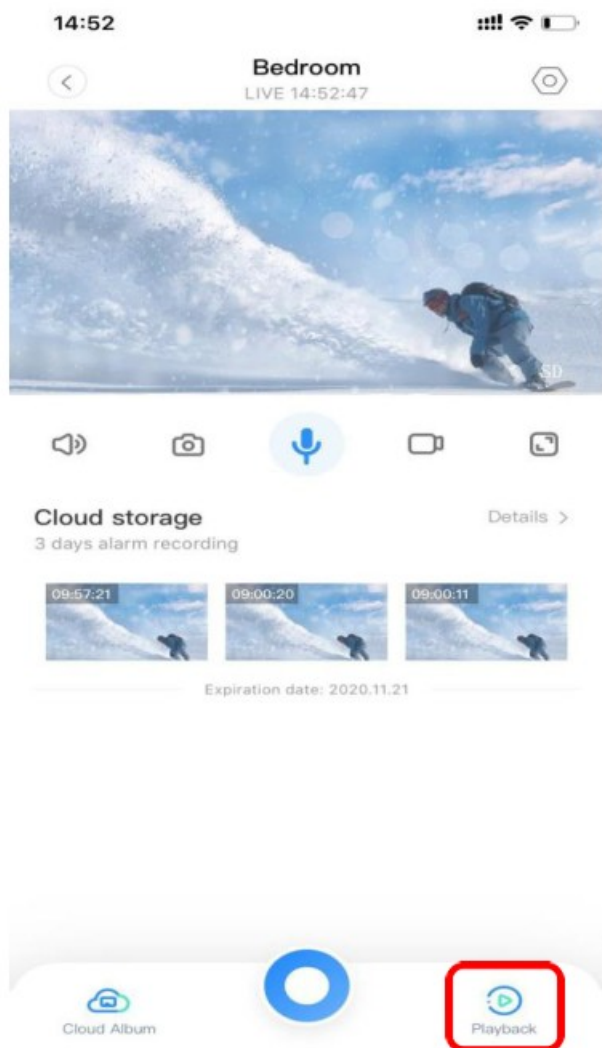 14:52
Bedroom
LIVE 14:52:47
SD
Cloud storage
Details >
3 days alarm recording
09:57:21
09:00:20
09:00:11
Expiration date: 2020.11.21
Cloud Album
Playback